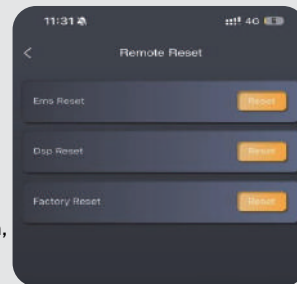 11:31
4G
Remote Reset
Ems Reset
Reset
Dsp Reset
Reset
Factory Reset
Reset